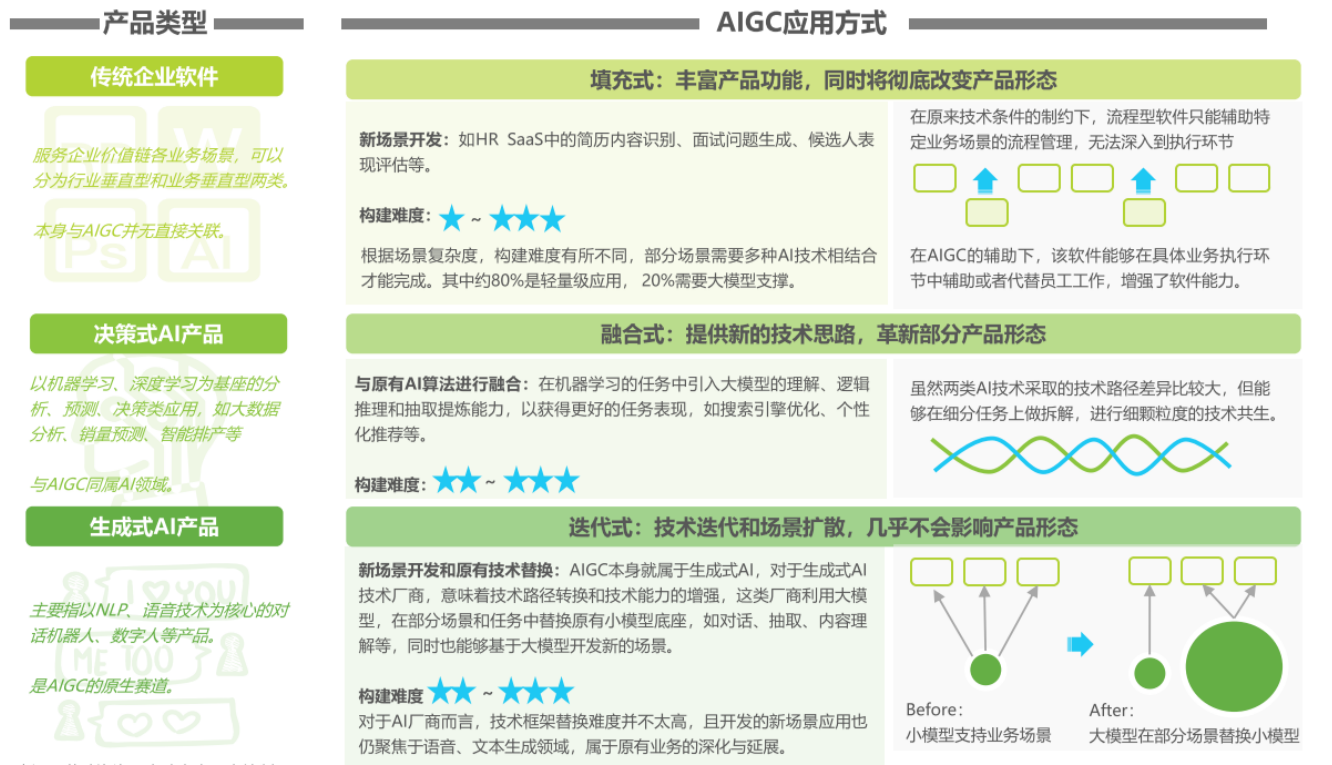 产品类型
AIGC应用方式
传统企业软件
服务企业价值链各业务场景，可以
分为行业垂直型和业务垂直型两类。
本身与AIGC并无直接关联。
W
Ps
AI
填充式：丰富产品功能，同时将彻底改变产品形态
新场景开发：如HR SaaS中的简历内容识别、面试问题生成、候选人表
现评估等。
构建难度：★ ~ ★★★
根据场景复杂度，构建难度有所不同，部分场景需要多种AI技术相结合
才能完成。其中约80%是轻量级应用， 20%需要大模型支撑。
在原来技术条件的制约下，流程型软件只能辅助特
定业务场景的流程管理，无法深入到执行环节
在AIGC的辅助下，该软件能够在具体业务执行环
节中辅助或者代替员工工作，增强了软件能力。
决策式AI产品
以机器学习、深度学习为基座的分
析、预测、决策类应用，如大数据
分析、销量预测、智能排产等
与AIGC同属AI领域。
融合式：提供新的技术思路，革新部分产品形态
与原有AI算法进行融合：在机器学习的任务中引入大模型的理解、逻辑
推理和抽取提炼能力，以获得更好的任务表现，如搜索引擎优化、个性
化推荐等。
构建难度：★★ ~ ★★★
虽然两类AI技术采取的技术路径差异比较大，但能
够在细分任务上做拆解，进行细颗粒度的技术共生。
生成式AI产品
I ♡ YOU
主要指以NLP、语音技术为核心的对
话机器人、数字人等产品。
ME TOO
是AIGC的原生赛道。
迭代式：技术迭代和场景扩散，几乎不会影响产品形态
新场景开发和原有技术替换：AIGC本身就属于生成式AI，对于生成式AI
技术厂商，意味着技术路径转换和技术能力的增强，这类厂商利用大模
型，在部分场景和任务中替换原有小模型底座，如对话、抽取、内容理
解等，同时也能够基于大模型开发新的场景。
构建难度 ★★ ~ ★★★
对于AI厂商而言，技术框架替换难度并不太高，且开发的新场景应用也
仍聚焦于语音、文本生成领域，属于原有业务的深化与延展。
Before：
小模型支持业务场景
After：
大模型在部分场景替换小模型